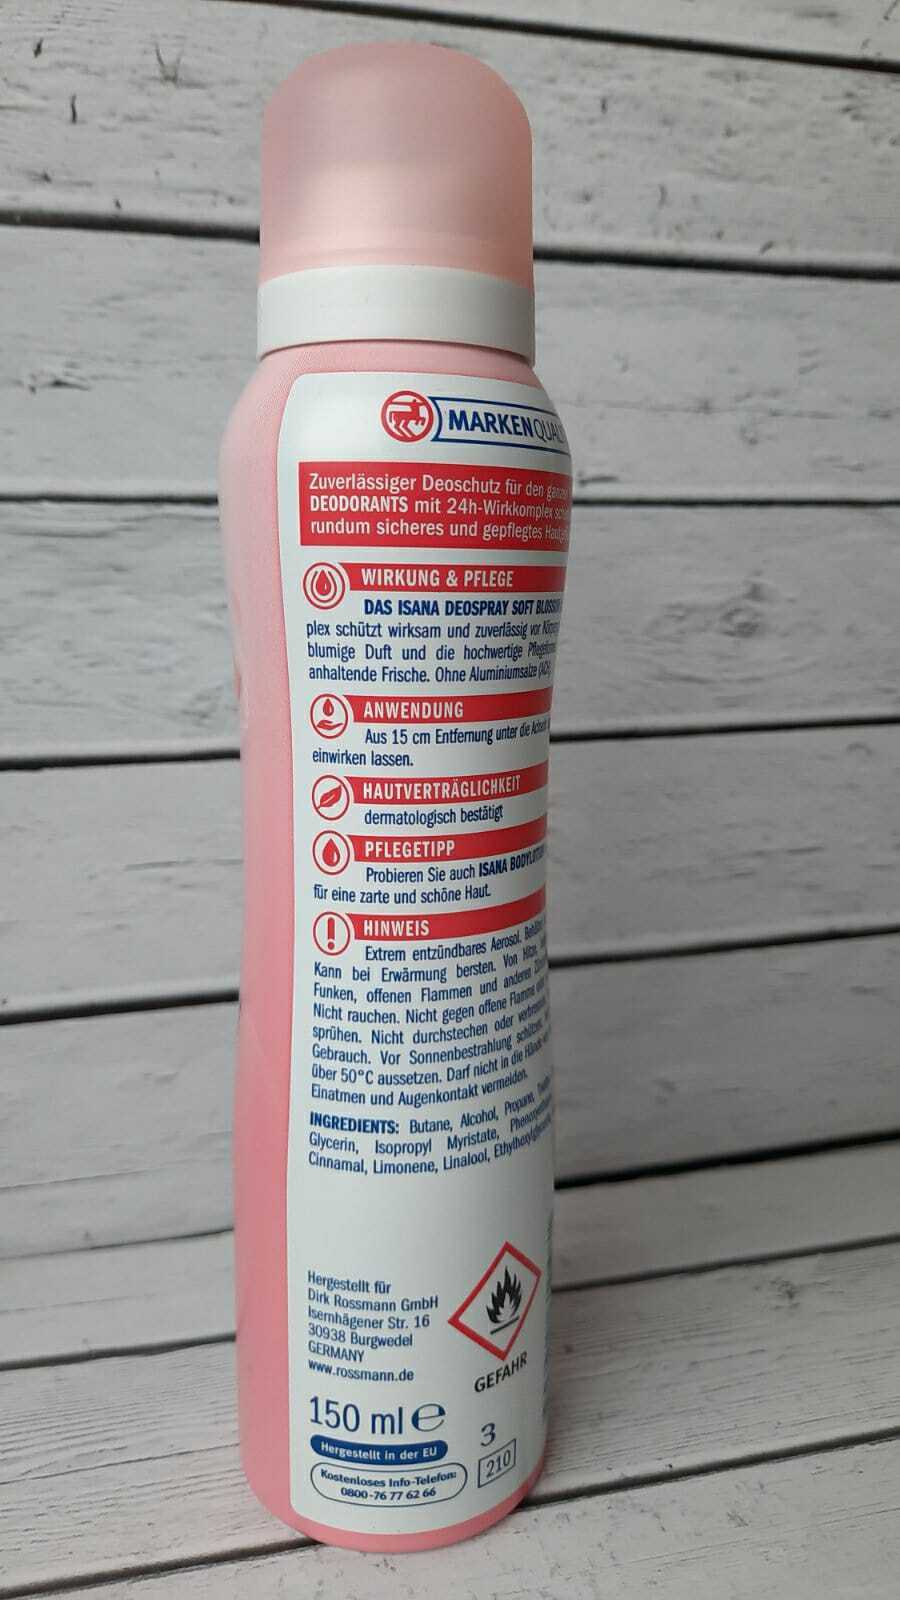 MARKENQUAL
Zuverlässiger Deoschutz für den ganzen
DEODORANTS mit 24h-Wirkkomplex
rundum sicheres und gepflegtes
WIRKUNG & PFLEGE
DAS ISANA DEOSPRAY SOFT BLOSSOM
plex schützt wirksam und zuverlässig vor
blumige Duft und die hochwertige
anhaltende Frische. Ohne Aluminiumsalze (ACH)
ANWENDUNG
Aus 15 cm Entfernung unter die
einwirken lassen.
HAUTVERTRÄGLICHKEIT
dermatologisch bestätigt
PFLEGETIPP
Probieren Sie auch ISANA BODYLOTION
für eine zarte und schöne Haut.
HINWEIS
Extrem entzündbares Aerosol.
Kann bei Erwärmung bersten. Von Hitze,
Funken, offenen Flammen und anderen
Nicht rauchen. Nicht gegen offene Flamme oder
sprühen. Nicht durchstechen oder verbrennen,
Gebrauch. Vor Sonnenbestrahlung schützen,
über 50°C aussetzen. Darf nicht in die Hände
Einatmen und Augenkontakt vermeiden.
INGREDIENTS: Butane, Alcohol, Propane,
Glycerin, Isopropyl Myristate,
Cinnamal, Limonene, Linalool,
Hergestellt für
Dirk Rossmann GmbH
Isernhägener Str. 16
30938 Burgwedel
GERMANY
www.rossmann.de
GEFAHR
150 ml ℮
Hergestellt in der EU
3
210
Kostenloses Info-Telefon:
0800-76 77 62 66